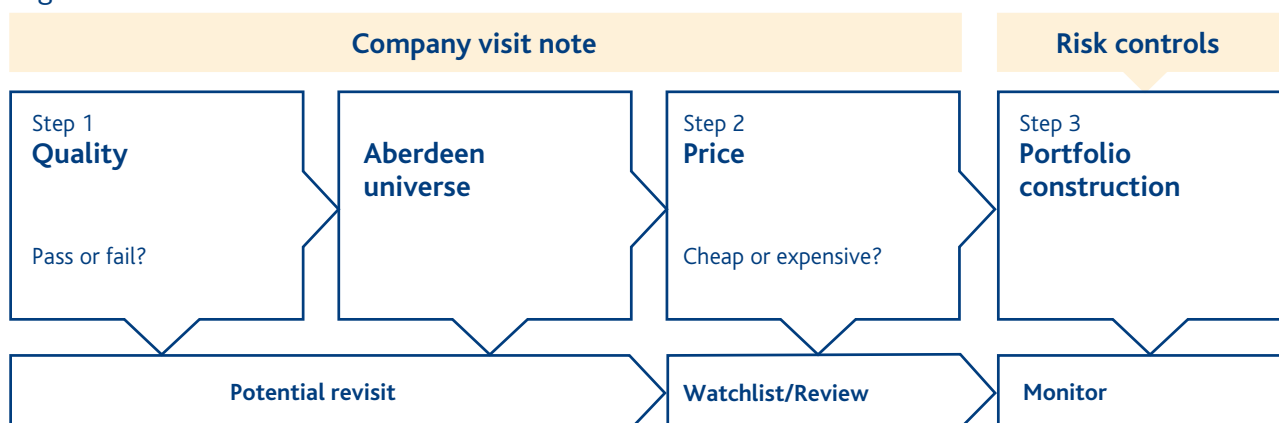 Company visit note
Risk controls
Step 1
Quality
Pass or fail?
Aberdeen
universe
Step 2
Price
Cheap or expensive?
Step 3
Portfolio
construction
Potential revisit
Watchlist/Review
Monitor